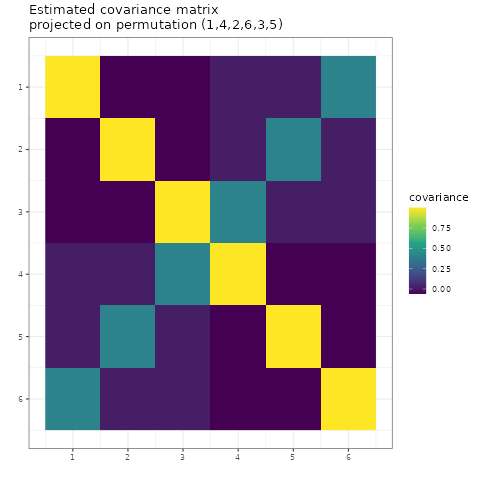 Estimated covariance matrix
projected on permutation (1,4,2,6,3,5)
1
2
3
4
5
6
1 2 3 4 5 6
covariance
0.75
0.50
0.25
0.00